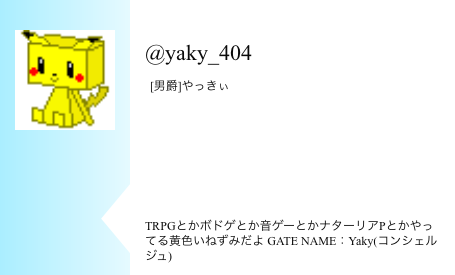 @yaky_404
[男爵]やっきぃ
TRPGとかボドゲとか音ゲーとかナターリアPとかやっ
てる黄色いねずみだよ GATE NAME：Yaky(コンシェル
ジュ)